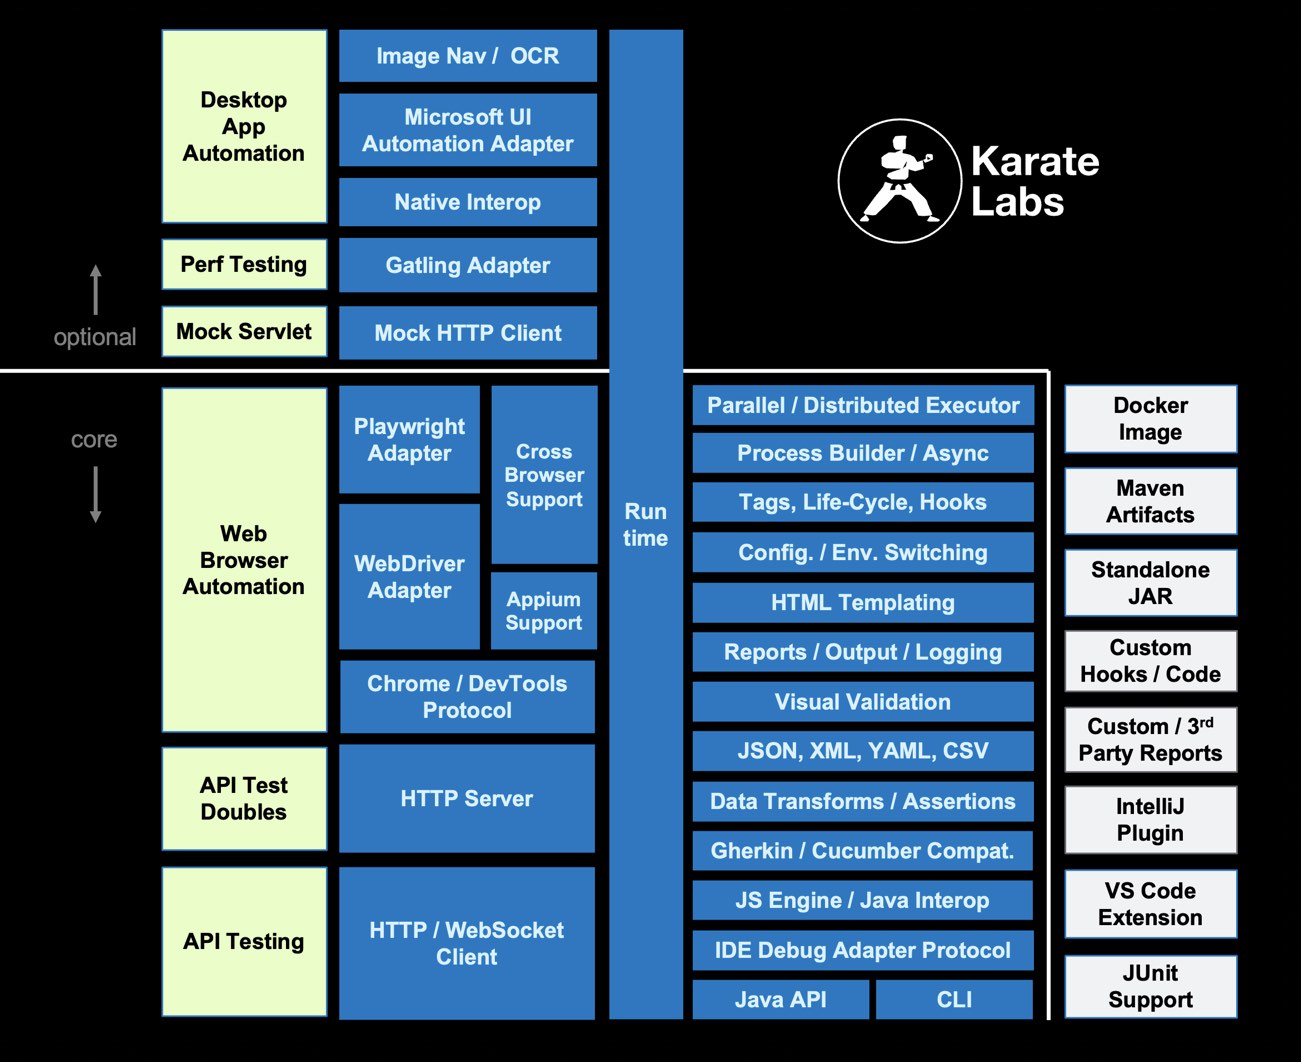 Desktop
App
Automation
Image Nav / OCR
Microsoft UI
Automation Adapter
Native Interop
Perf Testing
Gatling Adapter
Mock Servlet
Mock HTTP Client
optional
core
Karate
Labs
Web
Browser
Automation
Playwright
Adapter
Cross
Browser
Support
WebDriver
Adapter
Appium
Support
Chrome / DevTools
Protocol
API Test
Doubles
HTTP Server
API Testing
HTTP / WebSocket
Client
Run
time
Parallel / Distributed Executor
Process Builder / Async
Tags, Life-Cycle, Hooks
Config. / Env. Switching
HTML Templating
Reports / Output / Logging
Visual Validation
JSON, XML, YAML, CSV
Data Transforms / Assertions
Gherkin / Cucumber Compat.
JS Engine / Java Interop
IDE Debug Adapter Protocol
Java API
CLI
Docker
Image
Maven
Artifacts
Standalone
JAR
Custom
Hooks / Code
Custom / 3rd
Party Reports
IntelliJ
Plugin
VS Code
Extension
JUnit
Support